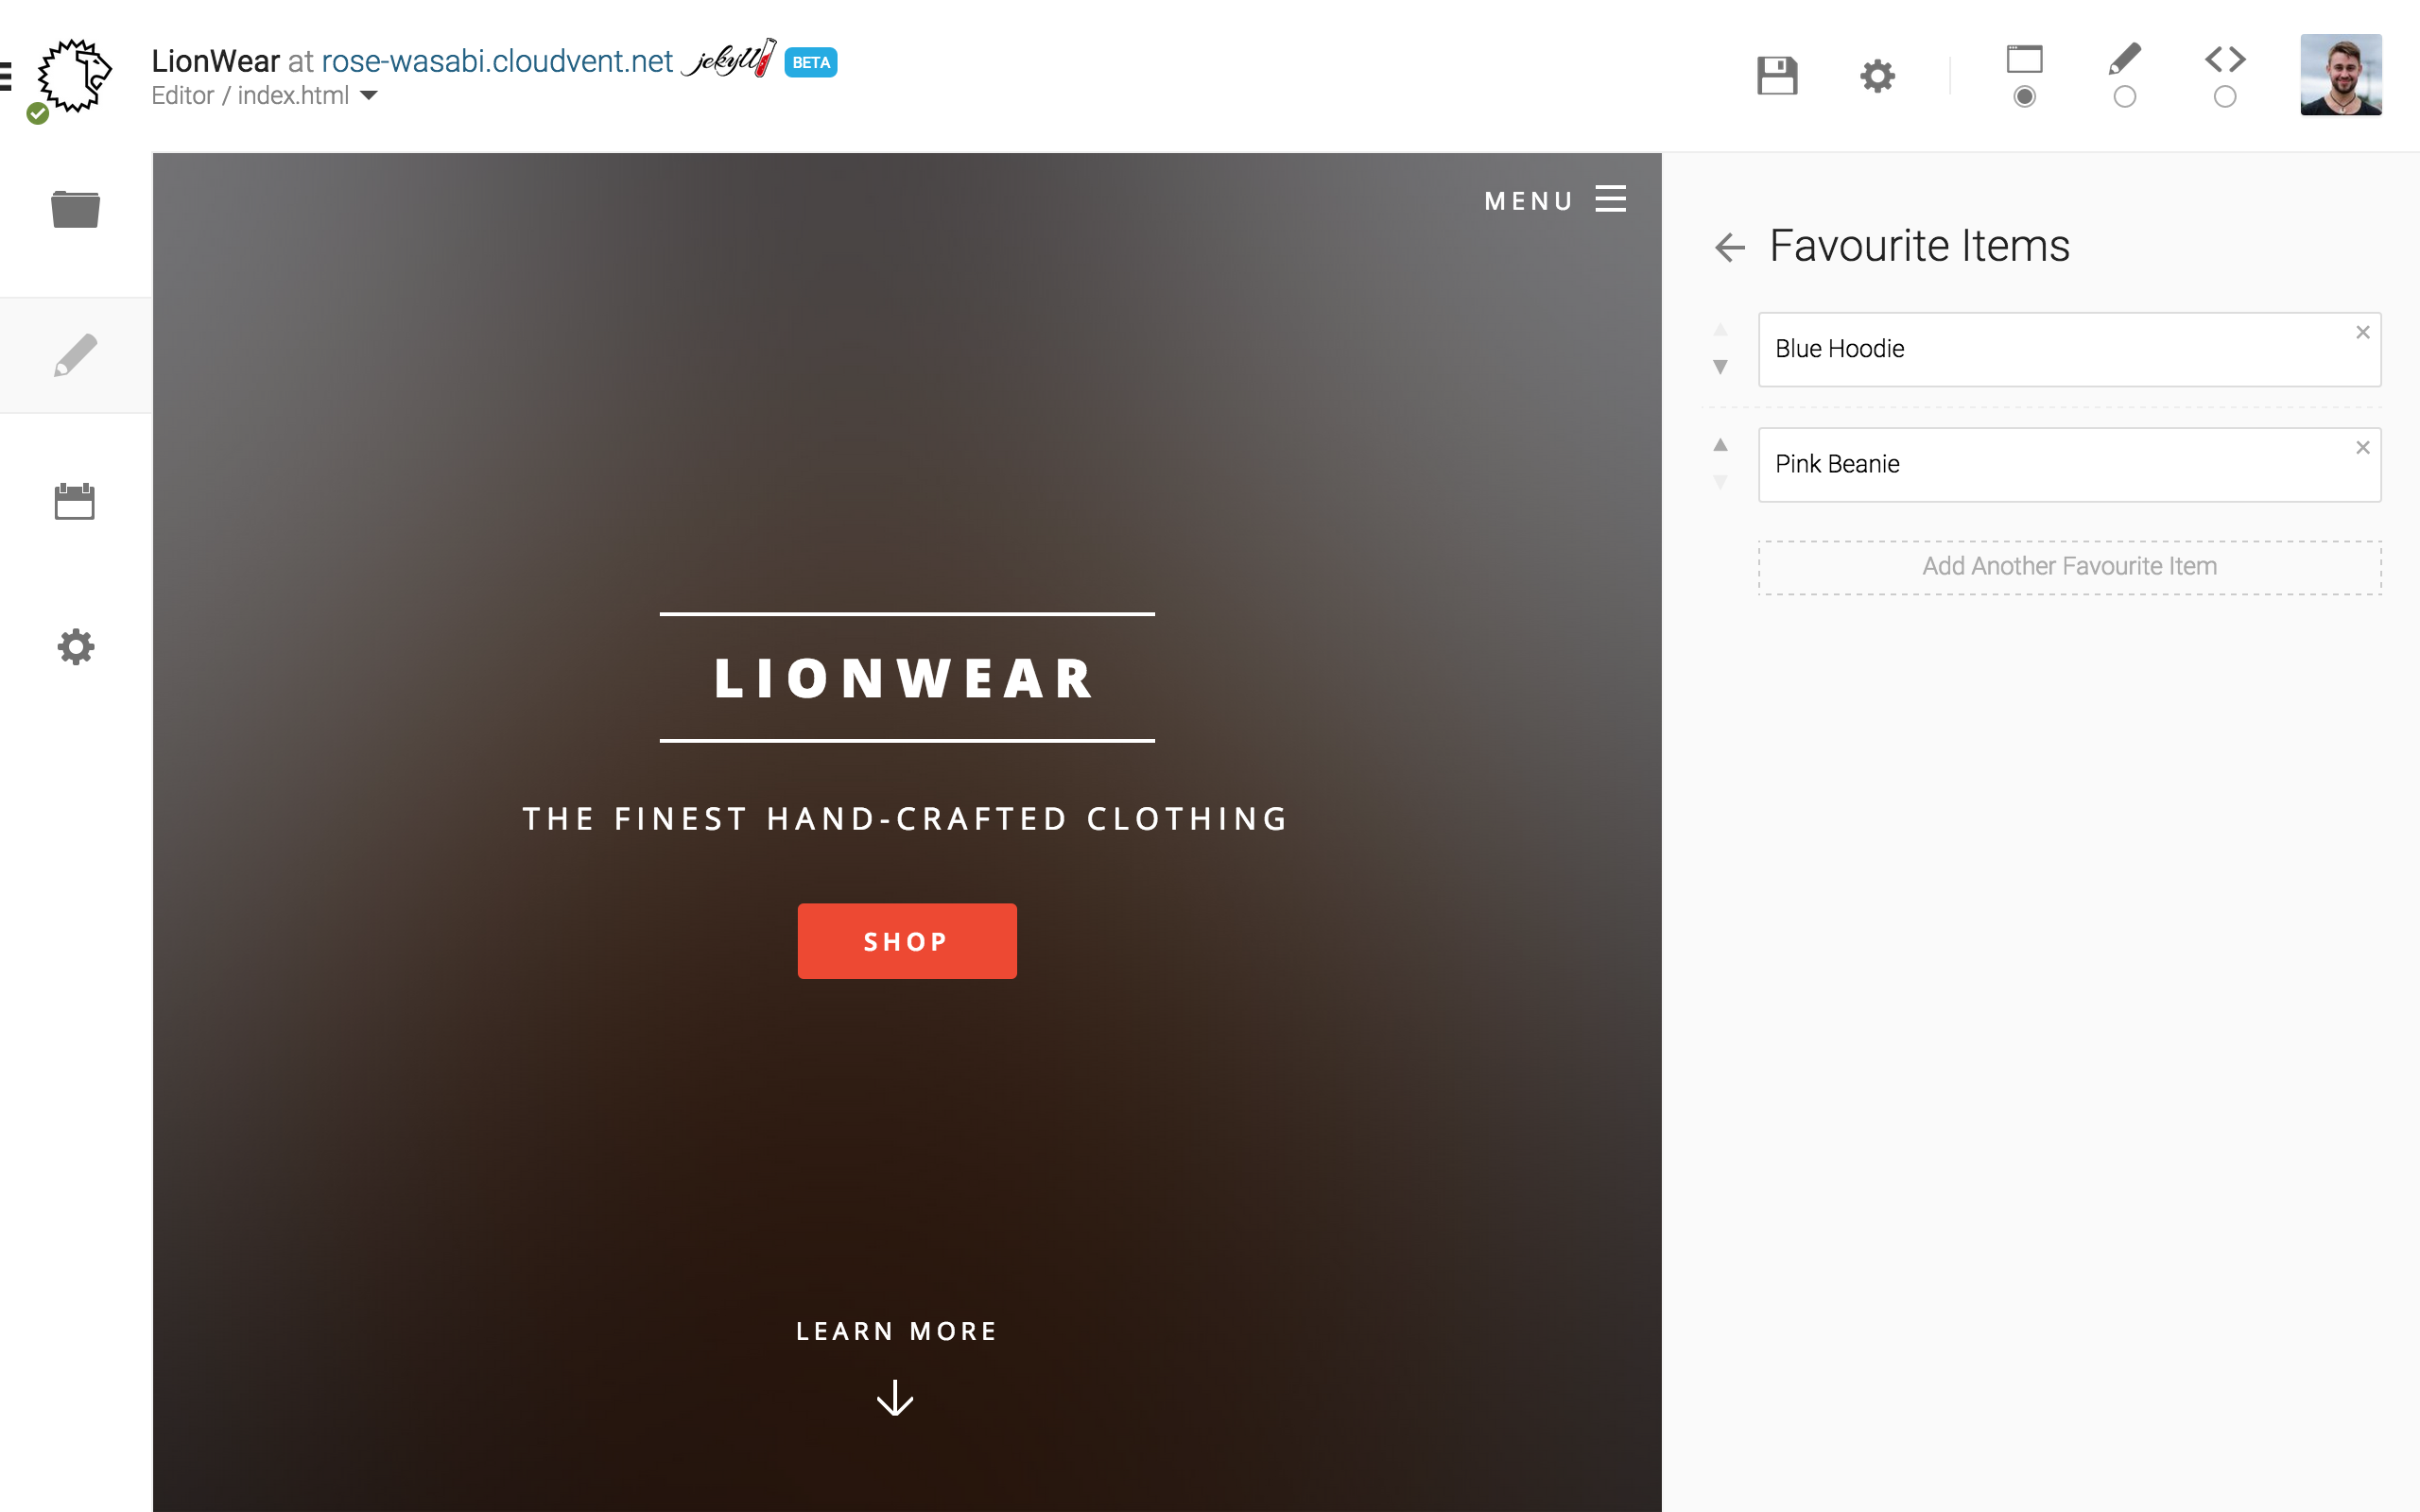 LionWear at rose-wasabi.cloudvent.net jekyll BETA
Editor / index.html
MENU
Favourite Items
Blue Hoodie
Pink Beanie
Add Another Favourite Item
LIONWEAR
THE FINEST HAND-CRAFTED CLOTHING
SHOP
LEARN MORE